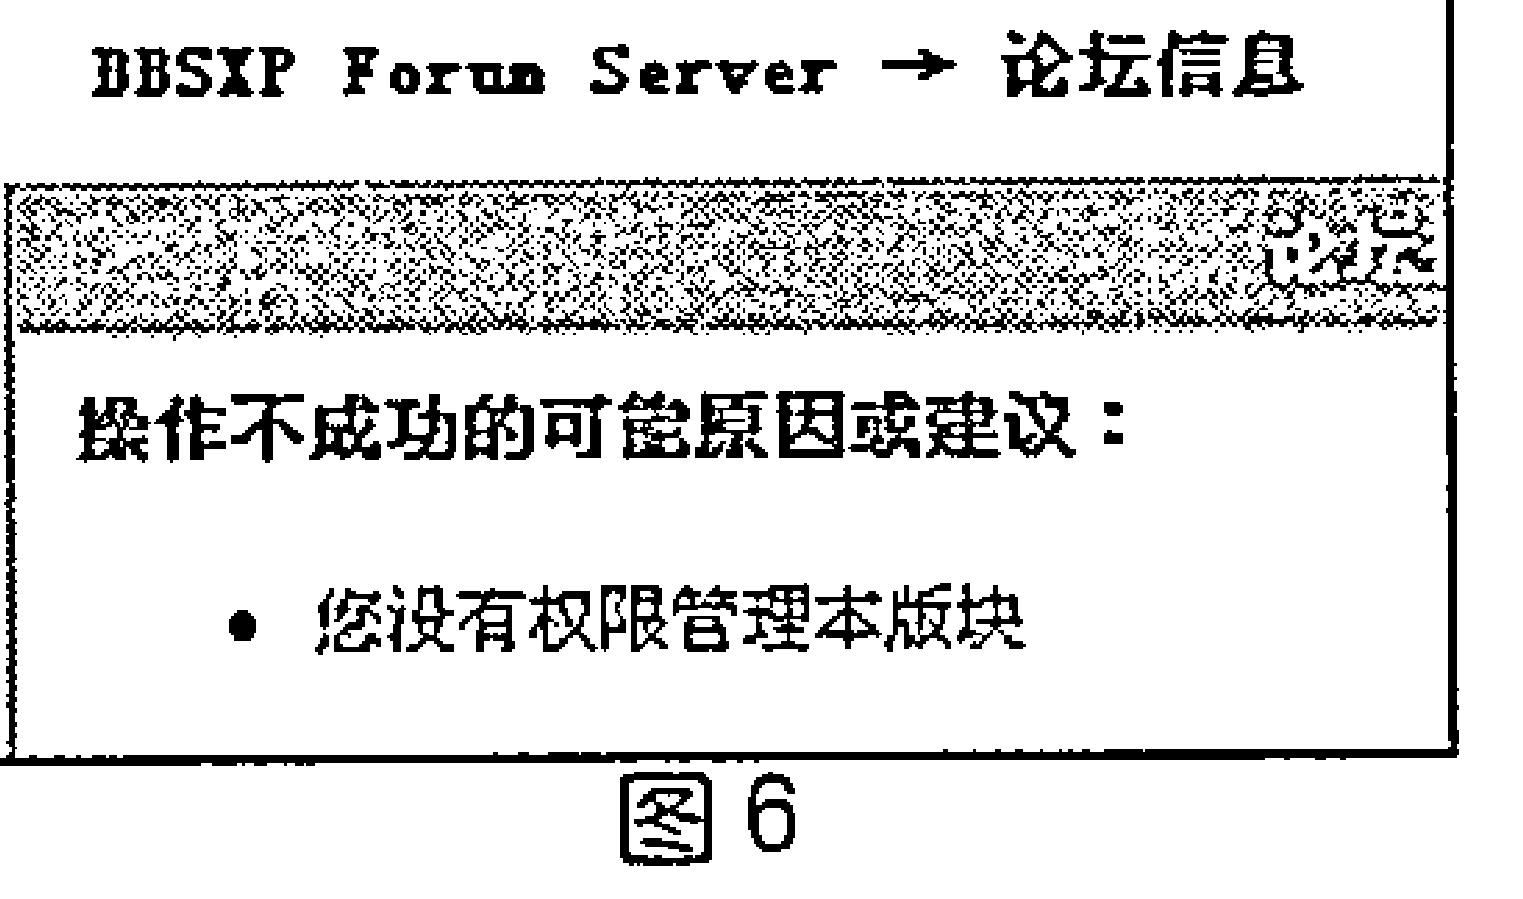 BBSXP Forum Server → 论坛信息
操作不成功的可能原因或建议：
• 您没有权限管理本版块
图 6